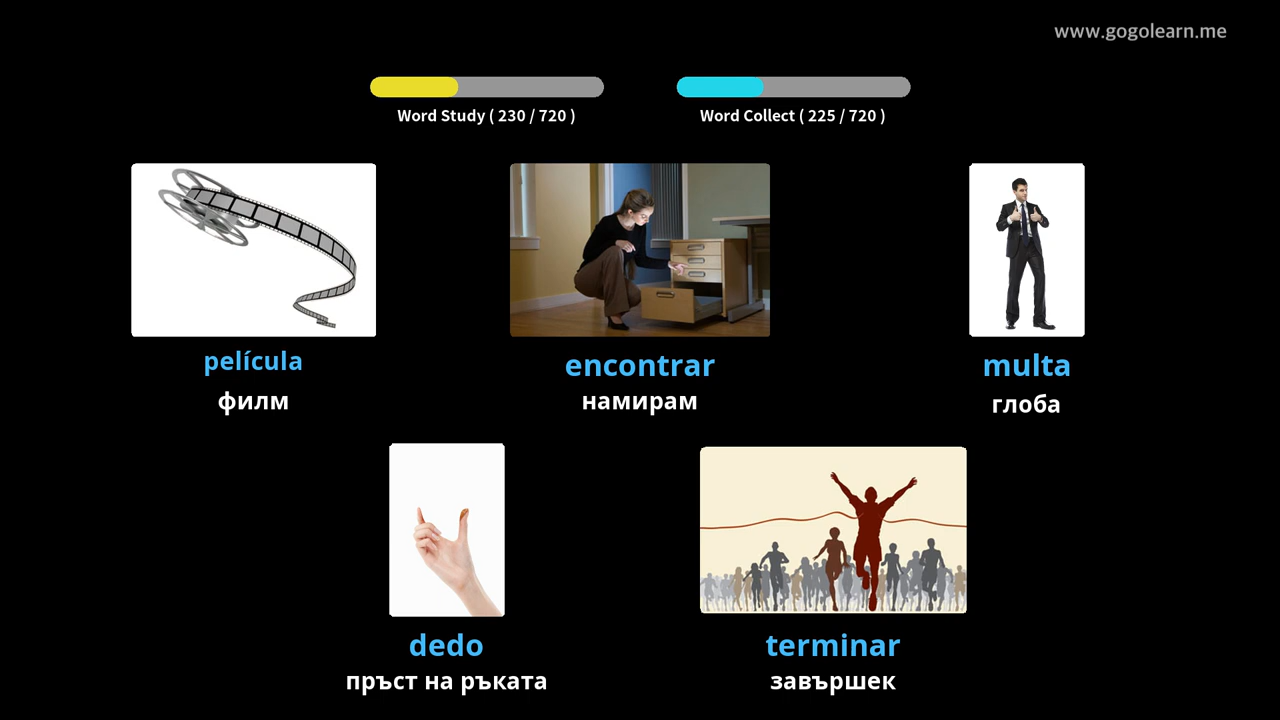 www.gogolearn.me
Word Study ( 230 / 720 )
Word Collect ( 225 / 720 )
película
филм
encontrar
намирам
multa
глоба
dedo
пръст на ръката
terminar
завършек